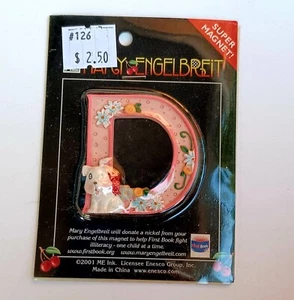 #126
$ 2.50
MARY ENGELBREIT
SUPER
MAGNET!
D
Mary Engelbreit will donate a nickel from your
purchase of this magnet to help First Book fight
illiteracy - one child at a time.
www.firstbook.org www.maryengelbreit.com
©2001 ME Ink. Licensee Enesco Group, Inc.
Made in China www.enesco.com